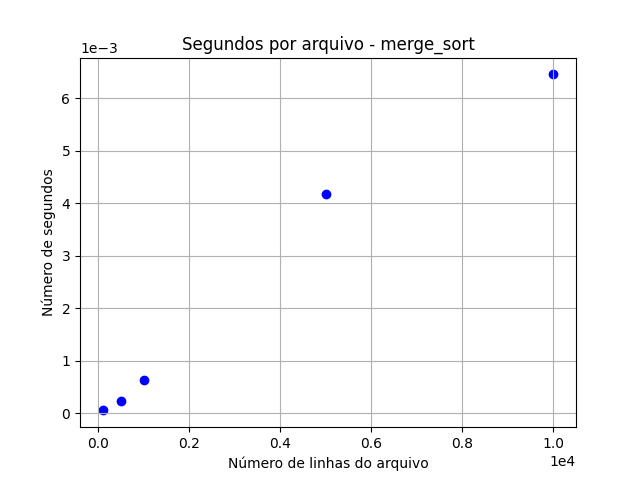 Segundos por arquivo - merge_sort
1e−3
6
5
4
3
2
1
0
Número de segundos
0.0 0.2 0.4 0.6 0.8 1.0
1e4
Número de linhas do arquivo